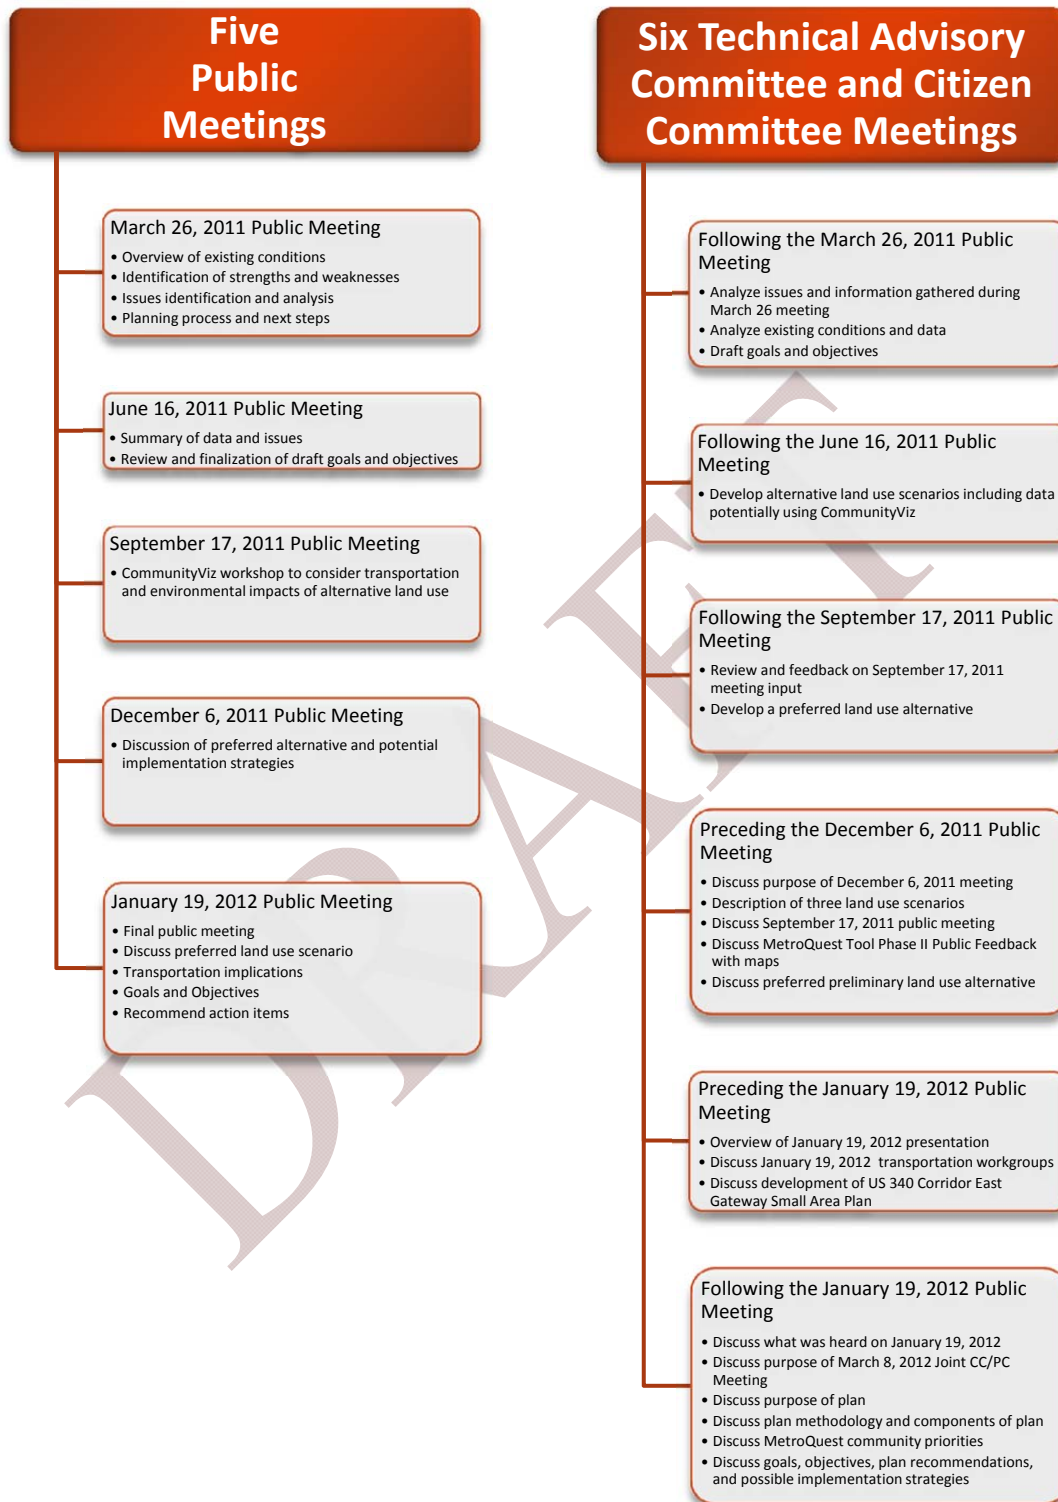 Five
Public
Meetings
March 26, 2011 Public Meeting
• Overview of existing conditions
• Identification of strengths and weaknesses
• Issues identification and analysis
• Planning process and next steps
June 16, 2011 Public Meeting
• Summary of data and issues
• Review and finalization of draft goals and objectives
September 17, 2011 Public Meeting
• CommunityViz workshop to consider transportation
and environmental impacts of alternative land use
December 6, 2011 Public Meeting
• Discussion of preferred alternative and potential
implementation strategies
January 19, 2012 Public Meeting
• Final public meeting
• Discuss preferred land use scenario
• Transportation implications
• Goals and Objectives
• Recommend action items
Six Technical Advisory
Committee and Citizen
Committee Meetings
Following the March 26, 2011 Public
Meeting
• Analyze issues and information gathered during
March 26 meeting
• Analyze existing conditions and data
• Draft goals and objectives
Following the June 16, 2011 Public
Meeting
• Develop alternative land use scenarios including data
potentially using CommunityViz
Following the September 17, 2011 Public
Meeting
• Review and feedback on September 17, 2011
meeting input
• Develop a preferred land use alternative
Preceding the December 6, 2011 Public
Meeting
• Discuss purpose of December 6, 2011 meeting
• Description of three land use scenarios
• Discuss September 17, 2011 public meeting
• Discuss MetroQuest Tool Phase II Public Feedback
with maps
• Discuss preferred preliminary land use alternative
Preceding the January 19, 2012 Public
Meeting
• Overview of January 19, 2012 presentation
• Discuss January 19, 2012 transportation workgroups
• Discuss development of US 340 Corridor East
Gateway Small Area Plan
Following the January 19, 2012 Public
Meeting
• Discuss what was heard on January 19, 2012
• Discuss purpose of March 8, 2012 Joint CC/PC
Meeting
• Discuss purpose of plan
• Discuss plan methodology and components of plan
• Discuss MetroQuest community priorities
• Discuss goals, objectives, plan recommendations,
and possible implementation strategies
DRAFT